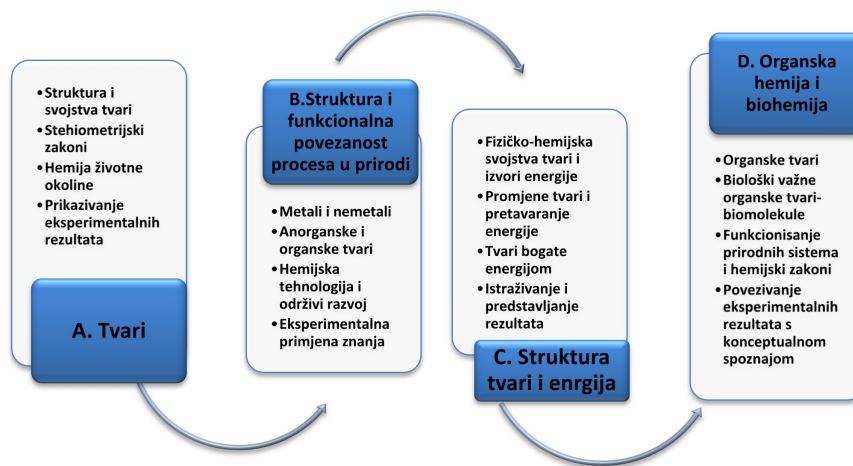 • Struktura i
svojstva tvari
• Stehiometrijski
zakoni
• Hemija životne
okoline
• Prikazivanje
eksperimentalnih
rezultata
A. Tvari
B.Struktura i
funkcionalna
povezanost
procesa u prirodi
• Metali i nemetali
• Anorganske i
organske tvari
• Hemijska
tehnologija i
održivi razvoj
• Eksperimentalna
primjena znanja
• Fizičko-hemijska
svojstva tvari i
izvori energije
• Promjene tvari i
pretavaranje
energije
• Tvari bogate
energijom
• Istraživanje i
predstavljanje
rezultata
C. Struktura
tvari i enrgija
D. Organska
hemija i
biohemija
• Organske tvari
• Biološki važne
organske tvari-
biomolekule
• Funkcionisanje
prirodnih sistema
i hemijski zakoni
• Povezivanje
eksperimentalnih
rezultata s
konceptualnom
spoznajom